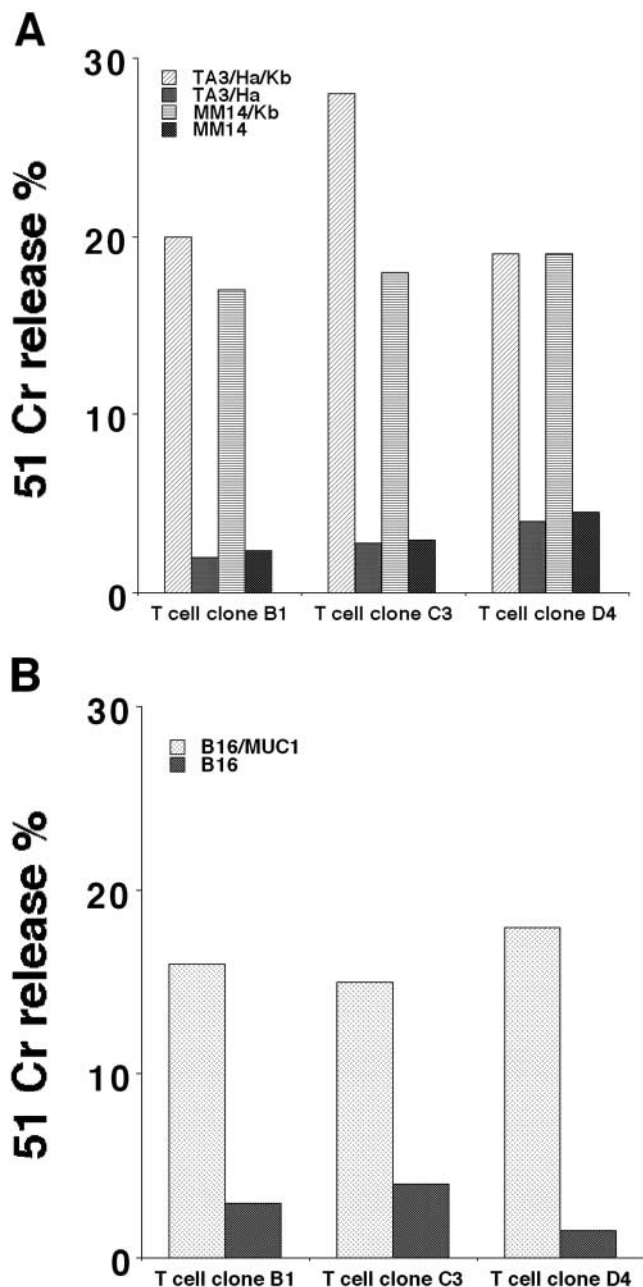 A
30
TA3/Ha/Kb
TA3/Ha
MM14/Kb
MM14
20
10
0
51 Cr release %
T cell clone B1 T cell clone C3 T cell clone D4
B
30
B16/MUC1
B16
20
10
0
51 Cr release %
T cell clone B1 T cell clone C3 T cell clone D4